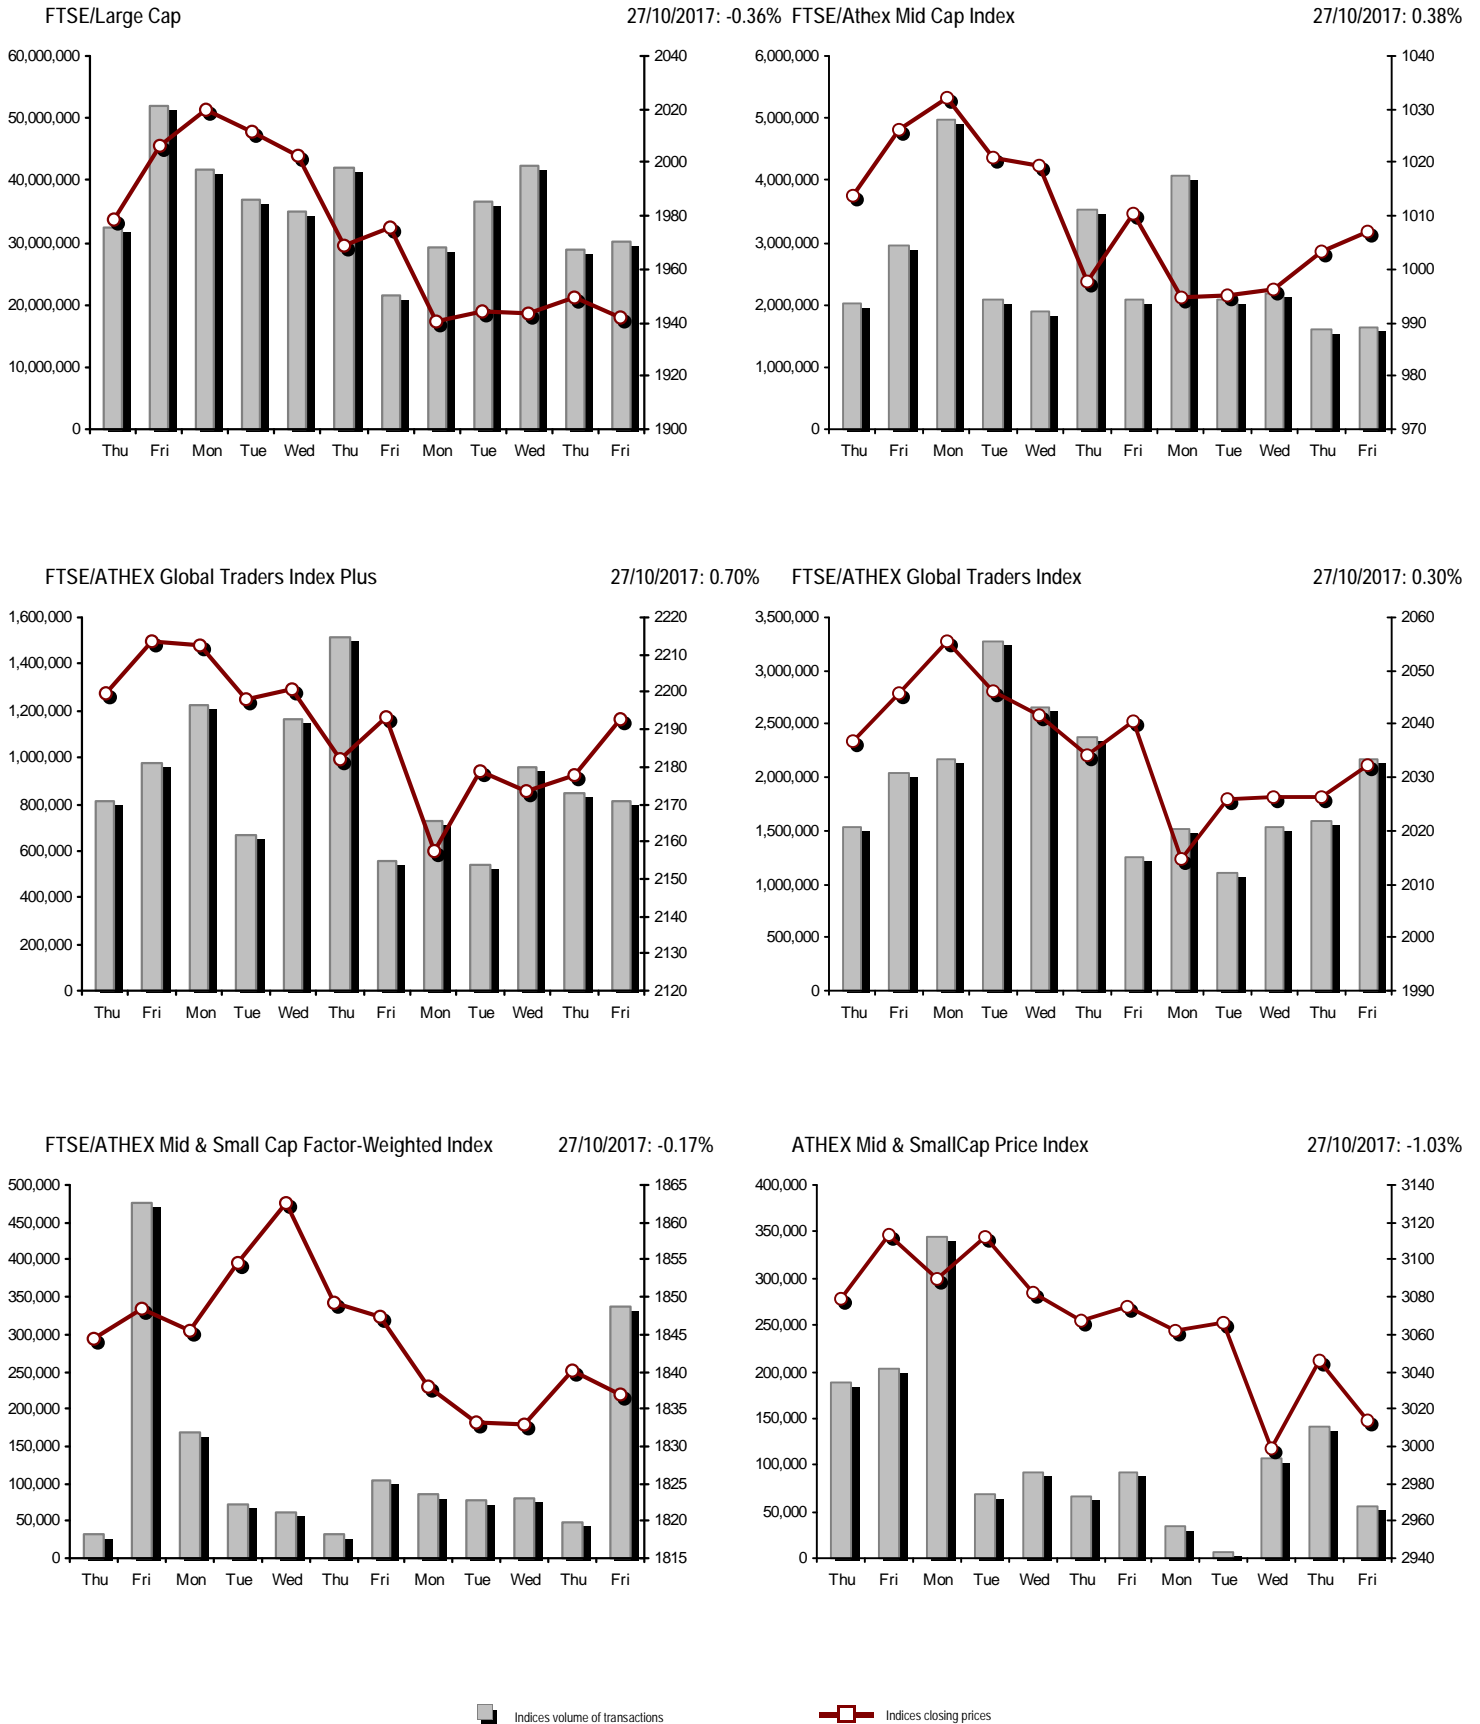 FTSE/Large Cap 27/10/2017: -0.36% FTSE/Athex Mid Cap Index 27/10/2017: 0.38%
60,000,000 2040 6,000,000 1040
50,000,000 2020 5,000,000 1030
40,000,000 2000 4,000,000 1020
30,000,000 1980 3,000,000 1010
20,000,000 1960 2,000,000 1000
10,000,000 1940 1,000,000 990
0 1920 0 980
1900 970
Thu Fri Mon Tue Wed Thu Fri Mon Tue Wed Thu Fri Thu Fri Mon Tue Wed Thu Fri Mon Tue Wed Thu Fri
FTSE/ATHEX Global Traders Index Plus 27/10/2017: 0.70% FTSE/ATHEX Global Traders Index 27/10/2017: 0.30%
1,600,000 2220 3,500,000 2060
1,400,000 2210 3,000,000 2050
1,200,000 2200 2,500,000 2040
1,000,000 2190 2,000,000 2030
800,000 2180 1,500,000 2020
600,000 2170 1,000,000 2010
400,000 2160 500,000 2000
200,000 2150 0 1990
0 2140
2130
2120
Thu Fri Mon Tue Wed Thu Fri Mon Tue Wed Thu Fri Thu Fri Mon Tue Wed Thu Fri Mon Tue Wed Thu Fri
FTSE/ATHEX Mid & Small Cap Factor-Weighted Index 27/10/2017: -0.17% ATHEX Mid & SmallCap Price Index 27/10/2017: -1.03%
500,000 1865 400,000 3140
450,000 1860 350,000 3120
400,000 1855 300,000 3100
350,000 1850 250,000 3080
300,000 1845 200,000 3060
250,000 1840 150,000 3040
200,000 1835 100,000 3020
150,000 1830 50,000 3000
100,000 1825 0 2980
50,000 1820 2960
0 1815 2940
Thu Fri Mon Tue Wed Thu Fri Mon Tue Wed Thu Fri Thu Fri Mon Tue Wed Thu Fri Mon Tue Wed Thu Fri
Indices volume of transactions Indices closing prices